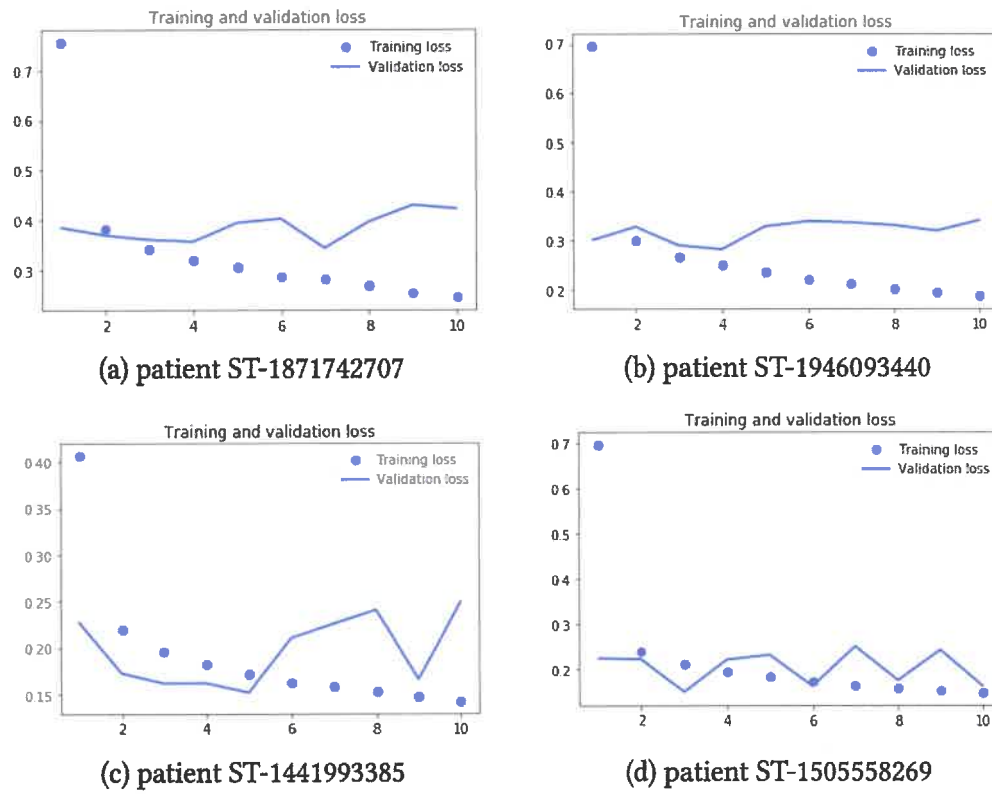 Training and validation loss
Training loss
Validation loss
0.7
0.6
0.5
0.4
0.3
2 4 6 8 10
(a) patient ST-1871742707
Training and validation loss
Training loss
Validation loss
0.7
0.6
0.5
0.4
0.3
0.2
2 4 6 8 10
(b) patient ST-1946093440
Training and validation loss
Training loss
Validation loss
0.40
0.35
0.30
0.25
0.20
0.15
2 4 6 8 10
(c) patient ST-1441993385
Training and validation loss
Training loss
Validation loss
0.7
0.6
0.5
0.4
0.3
0.2
2 4 6 8 10
(d) patient ST-1505558269